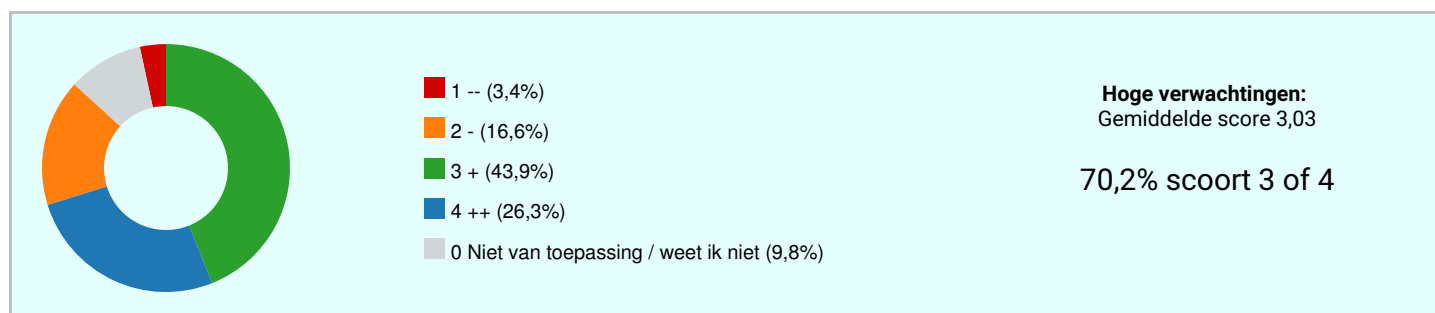 1 -- (3,4%)
2 - (16,6%)
3 + (43,9%)
4 ++ (26,3%)
0 Niet van toepassing / weet ik niet (9,8%)
Hoge verwachtingen:
Gemiddelde score 3,03
70,2% scoort 3 of 4